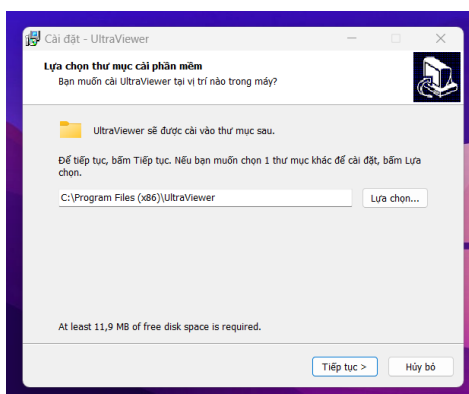 Cài đặt - UltraViewer
Lựa chọn thư mục cài phần mềm
Bạn muốn cài UltraViewer tại vị trí nào trong máy?
UltraViewer sẽ được cài vào thư mục sau.
Để tiếp tục, bấm Tiếp tục. Nếu bạn muốn chọn 1 thư mục khác để cài đặt, bấm Lựa
chọn.
C:\Program Files (x86)\UltraViewer
Lựa chọn...
At least 11,9 MB of free disk space is required.
Tiếp tục >
Hủy bỏ